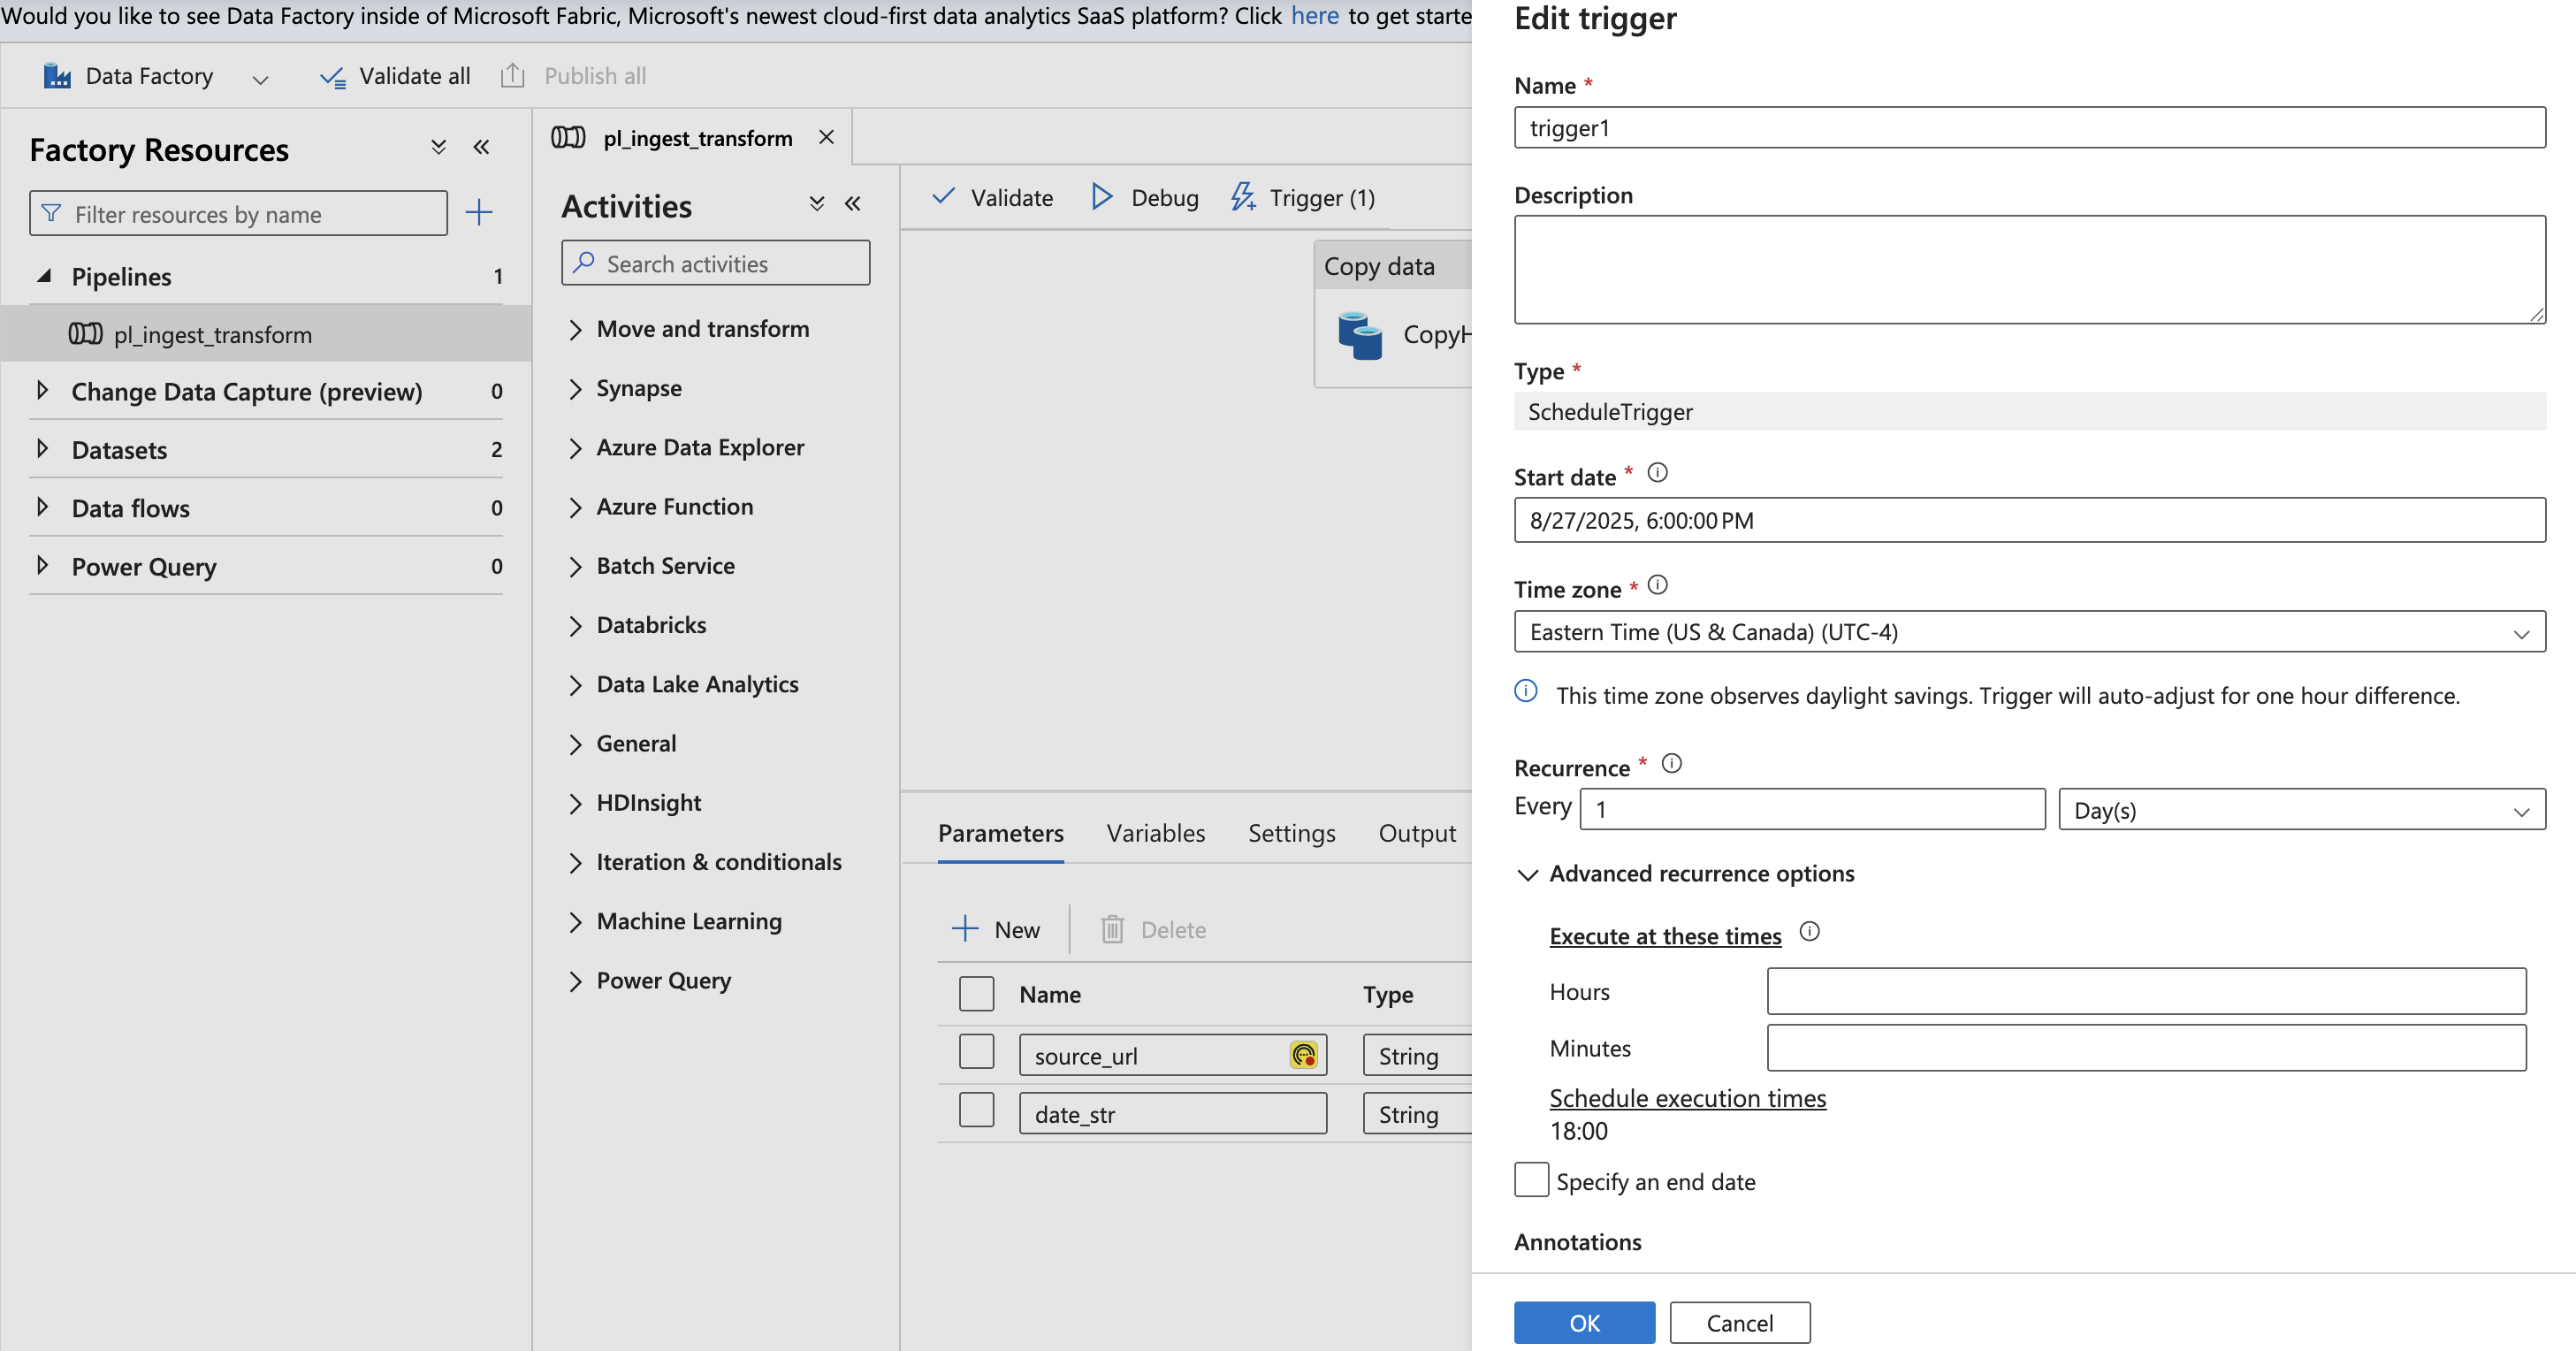 Would you like to see Data Factory inside of Microsoft Fabric, Microsoft's newest cloud-first data analytics SaaS platform? Click here to get starte
Data Factory
Validate all
Publish all
Factory Resources
Filter resources by name
Pipelines 1
pl_ingest_transform
Change Data Capture (preview) 0
Datasets 2
Data flows 0
Power Query 0
pl_ingest_transform
Activities
Search activities
Move and transform
Synapse
Azure Data Explorer
Azure Function
Batch Service
Databricks
Data Lake Analytics
General
HDInsight
Iteration & conditionals
Machine Learning
Power Query
Validate Debug Trigger (1)
Copy data
CopyH
Parameters Variables Settings Output
New Delete
Name Type
source_url String
date_str String
Edit trigger
Name *
trigger1
Description
Type *
ScheduleTrigger
Start date *
8/27/2025, 6:00:00 PM
Time zone *
Eastern Time (US & Canada) (UTC-4)
This time zone observes daylight savings. Trigger will auto-adjust for one hour difference.
Recurrence *
Every 1 Day(s)
Advanced recurrence options
Execute at these times
Hours
Minutes
Schedule execution times
18:00
Specify an end date
Annotations
OK Cancel